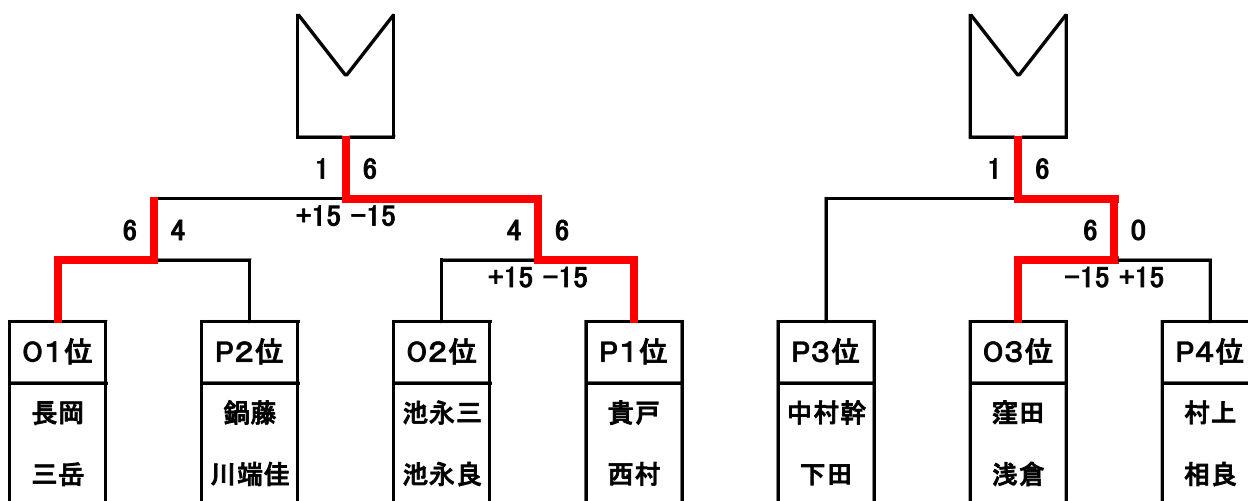 1 6 1 6
+15 −15
6 4 4 6 6 0
+15 −15 −15 +15
O1位 P2位 O2位 P1位 P3位 O3位 P4位
長岡 鍋藤 池永三 貴戸 中村幹 窪田 村上
三岳 川端佳 池永良 西村 下田 浅倉 相良